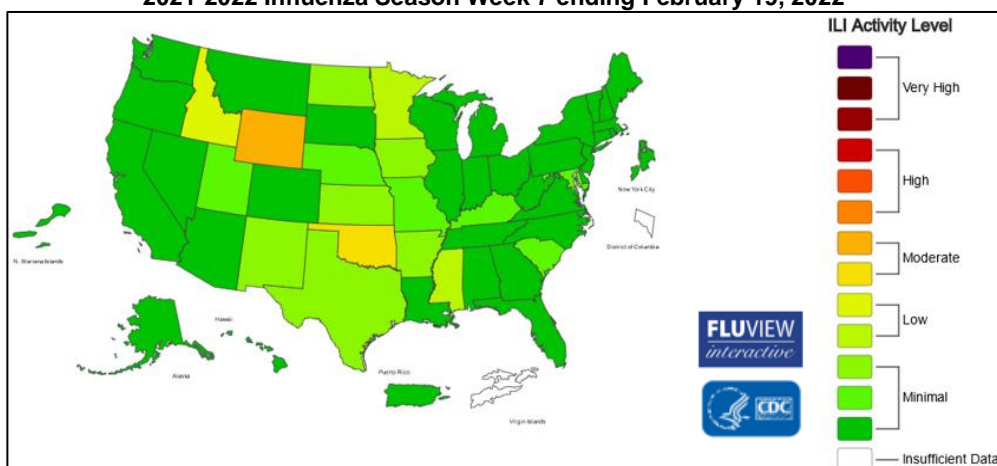 2021-2022 Influenza Season Week 7 ending February 19, 2022
ILI Activity Level
Very High
High
Moderate
Low
Minimal
Insufficient Data
New York City
District of Columbia
N. Mariana Islands
Hawaii
Alaska
Puerto Rico
Virgin Islands
FLUVIEW
interactive
CDC